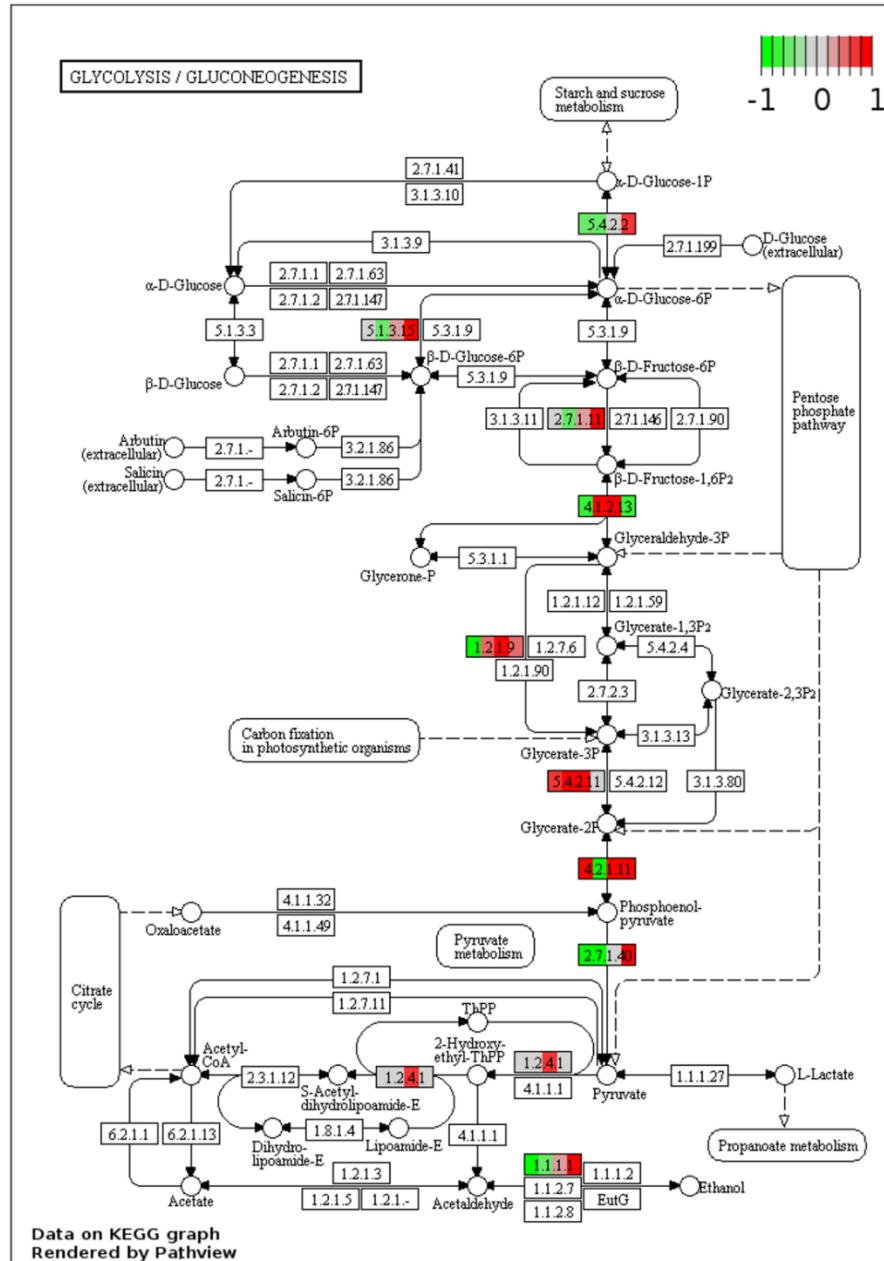 GLYCOLYSIS / GLUCONEOGENESIS
-1 0 1
Starch and sucrose
metabolism
2.7.1.41
3.1.3.10
α-D-Glucose-1P
5.4.2.2
3.1.3.9
2.7.1.199
D-Glucose
(extracellular)
α-D-Glucose
2.7.1.1 2.7.1.63
2.7.1.2 2.7.1.147
α-D-Glucose-6P
5.1.3.3
5.1.3.15 5.3.1.9
5.3.1.9
β-D-Glucose
2.7.1.1 2.7.1.63
2.7.1.2 2.7.1.147
β-D-Glucose-6P
5.3.1.9
β-D-Fructose-6P
Pentose
phosphate
pathway
3.1.3.11 2.7.1.11 2.7.1.146 2.7.1.90
Arbutin
(extracellular)
2.7.1.-
Arbutin-6P
3.2.1.86
Salicin
(extracellular)
2.7.1.-
Salicin-6P
3.2.1.86
β-D-Fructose-1,6P2
4.1.2.13
Glyceraldehyde-3P
Glycerone-P
5.3.1.1
1.2.1.12 1.2.1.59
Glycerate-1,3P2
1.2.1.9 1.2.7.6
1.2.1.90
5.4.2.4
2.7.2.3
Glycerate-2,3P2
Carbon fixation
in photosynthetic organisms
3.1.3.13
Glycerate-3P
5.4.2.11 5.4.2.12
3.1.3.80
Glycerate-2P
4.2.1.11
4.1.1.32
4.1.1.49
Oxaloacetate
Phosphoenol-
pyruvate
Pyruvate
metabolism
2.7.1.40
Citrate
cycle
1.2.7.1
1.2.7.11
ThPP
2-Hydroxy-
ethyl-ThPP
Acetyl-
CoA
2.3.1.12
S-Acetyl-
dihydrolipoamide-E
1.2.4.1
1.2.4.1
4.1.1.1
Pyruvate
1.1.1.27
L-Lactate
6.2.1.1 6.2.1.13
Dihydro-
lipoamide-E
1.8.1.4
Lipoamide-E
4.1.1.1
Propanoate metabolism
Acetate
1.2.1.3
1.2.1.5 1.2.1.-
Acetaldehyde
1.1.1.1 1.1.1.2
1.1.2.7 EutG
1.1.2.8
Ethanol
Data on KEGG graph
Rendered by Pathview